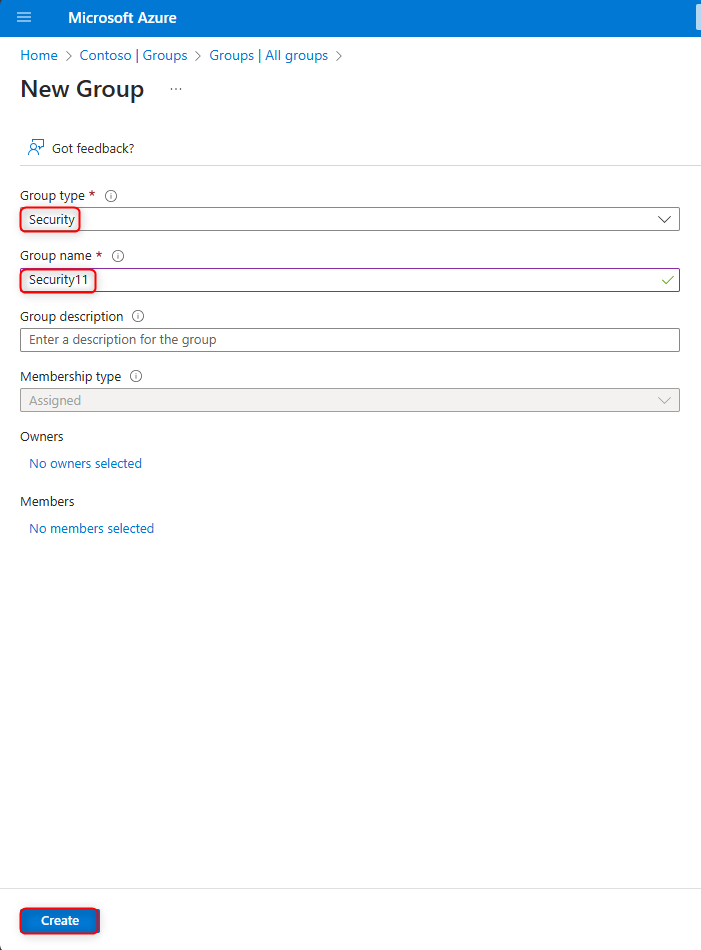 Microsoft Azure
Home > Contoso | Groups > Groups | All groups >
New Group ...
Got feedback?
Group type *
Security
Group name *
Security11
Group description
Enter a description for the group
Membership type
Assigned
Owners
No owners selected
Members
No members selected
Create